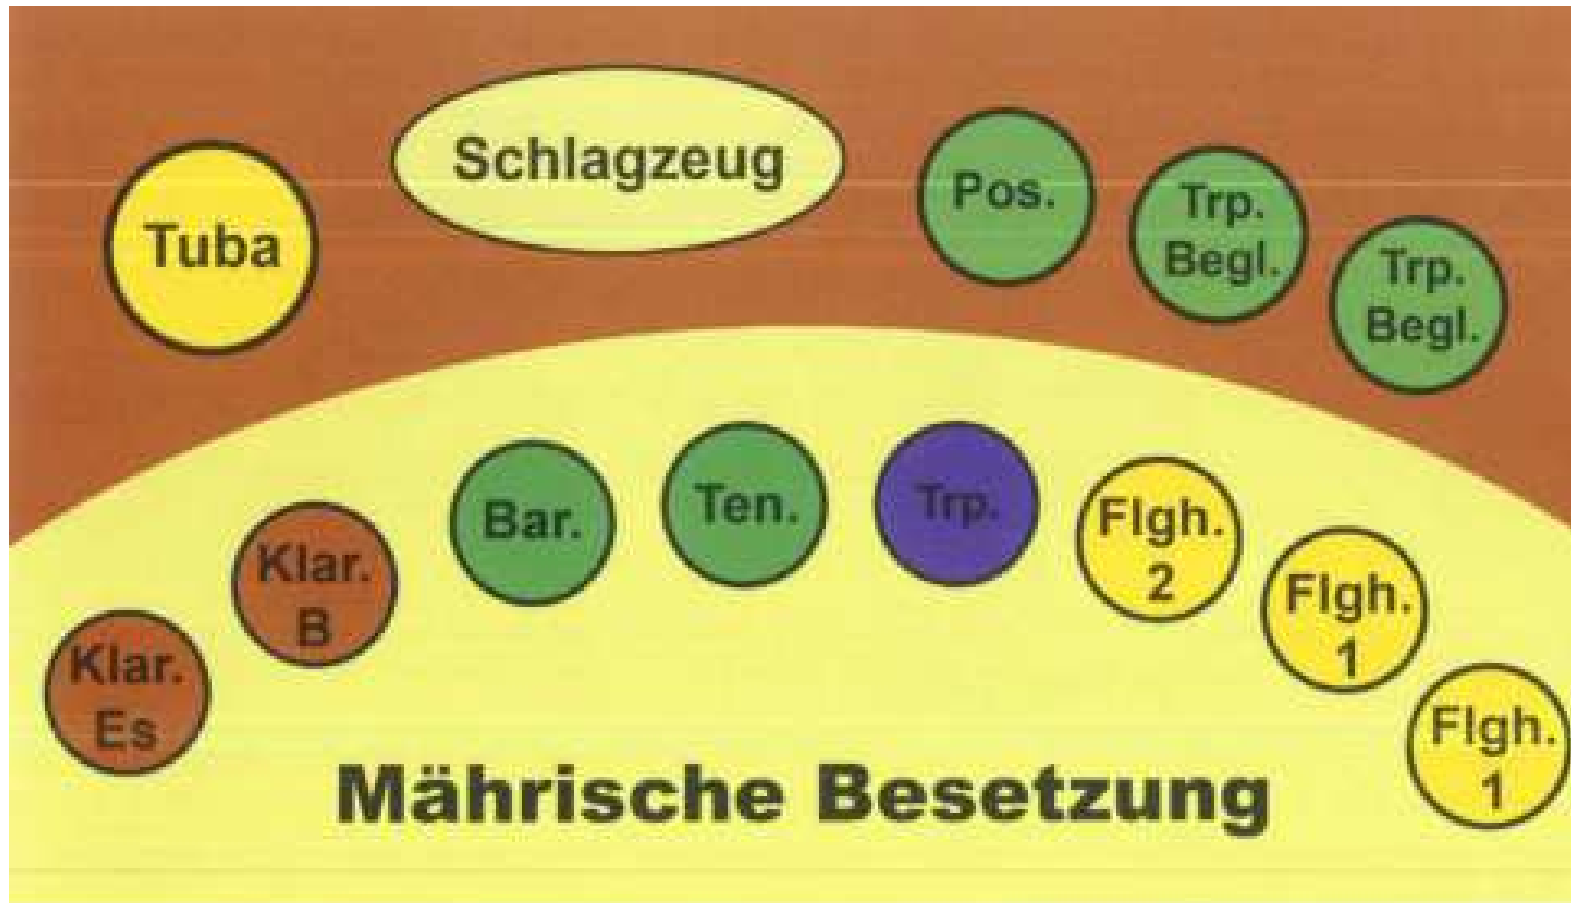 Schlagzeug
Tuba
Pos.
Trp.
Begl.
Trp.
Begl.
Klar.
Es
Klar.
B
Bar.
Ten.
Trp.
Flgh.
2
Flgh.
1
Flgh.
1
Mährische Besetzung